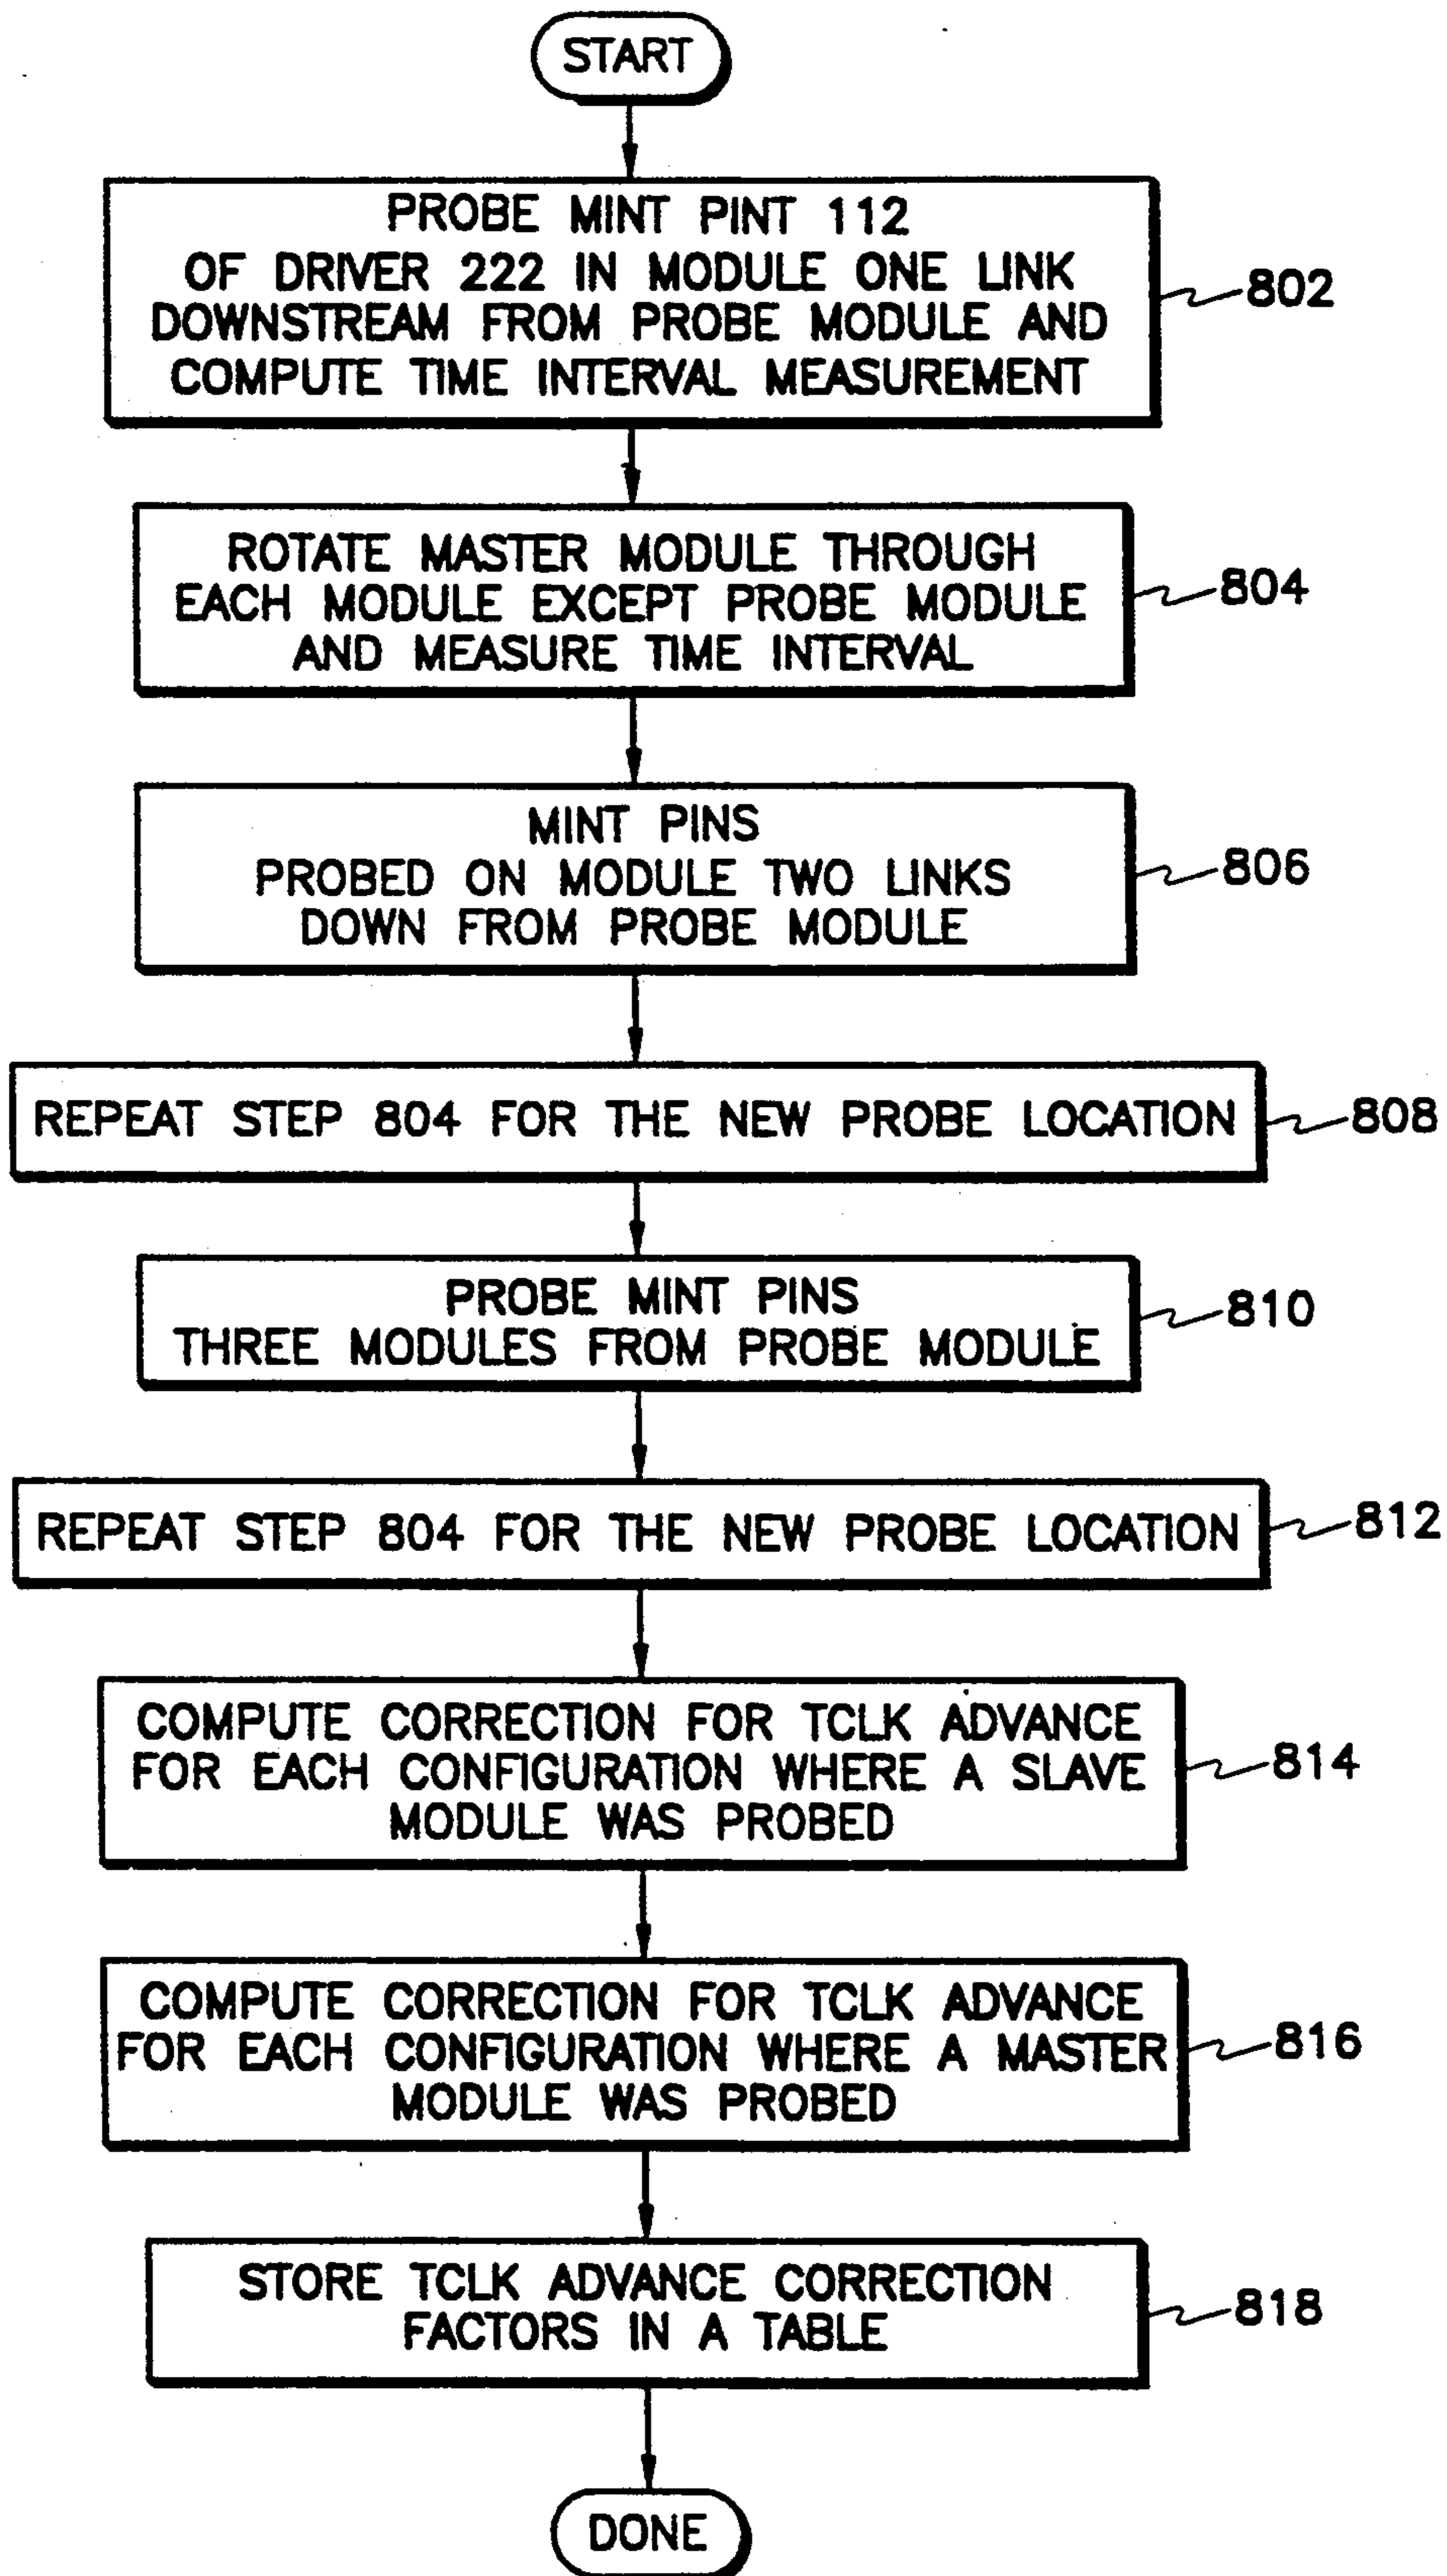 START
PROBE MINT PINT 112
OF DRIVER 222 IN MODULE ONE LINK
DOWNSTREAM FROM PROBE MODULE AND
COMPUTE TIME INTERVAL MEASUREMENT
802
ROTATE MASTER MODULE THROUGH
EACH MODULE EXCEPT PROBE MODULE
AND MEASURE TIME INTERVAL
804
MINT PINS
PROBED ON MODULE TWO LINKS
DOWN FROM PROBE MODULE
806
REPEAT STEP 804 FOR THE NEW PROBE LOCATION
808
PROBE MINT PINS
THREE MODULES FROM PROBE MODULE
810
REPEAT STEP 804 FOR THE NEW PROBE LOCATION
812
COMPUTE CORRECTION FOR TCLK ADVANCE
FOR EACH CONFIGURATION WHERE A SLAVE
MODULE WAS PROBED
814
COMPUTE CORRECTION FOR TCLK ADVANCE
FOR EACH CONFIGURATION WHERE A MASTER
MODULE WAS PROBED
816
STORE TCLK ADVANCE CORRECTION
FACTORS IN A TABLE
818
DONE